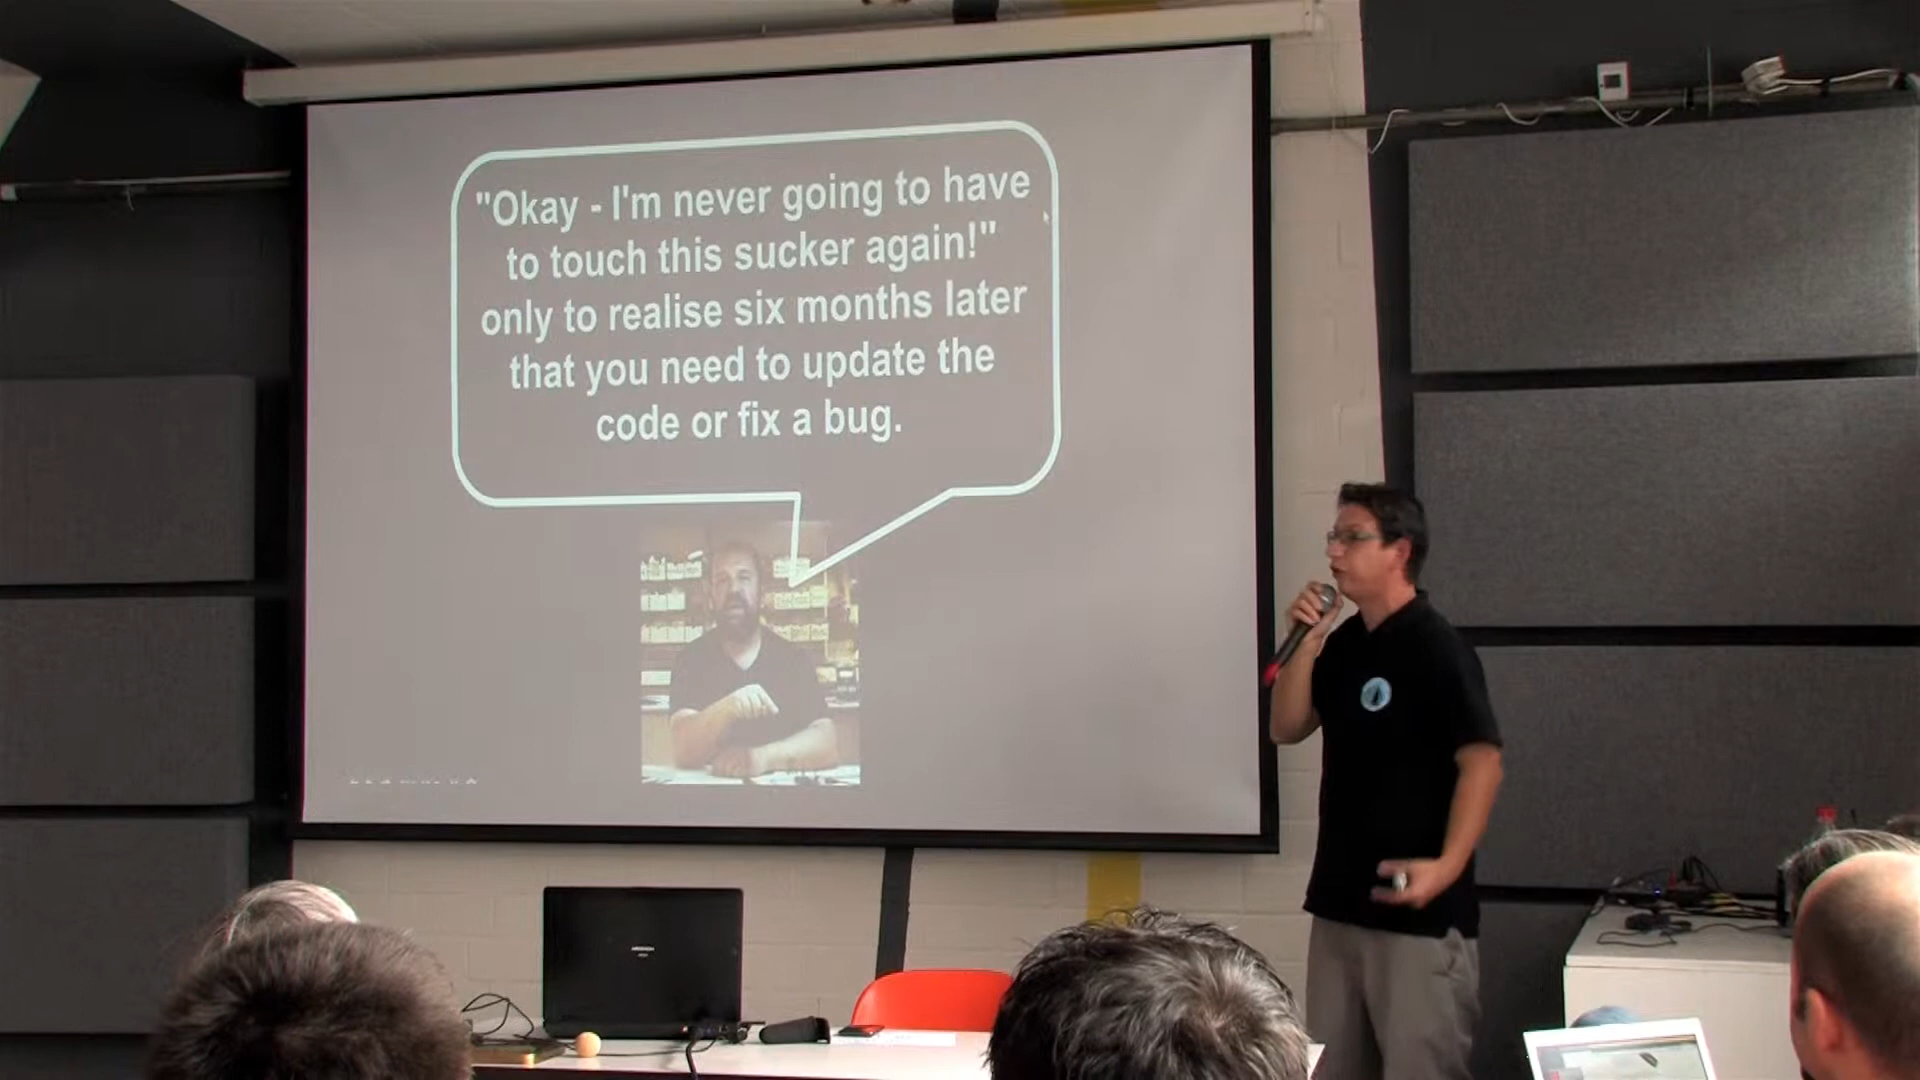 "Okay - I'm never going to have
to touch this sucker again!"
only to realise six months later
that you need to update the
code or fix a bug.